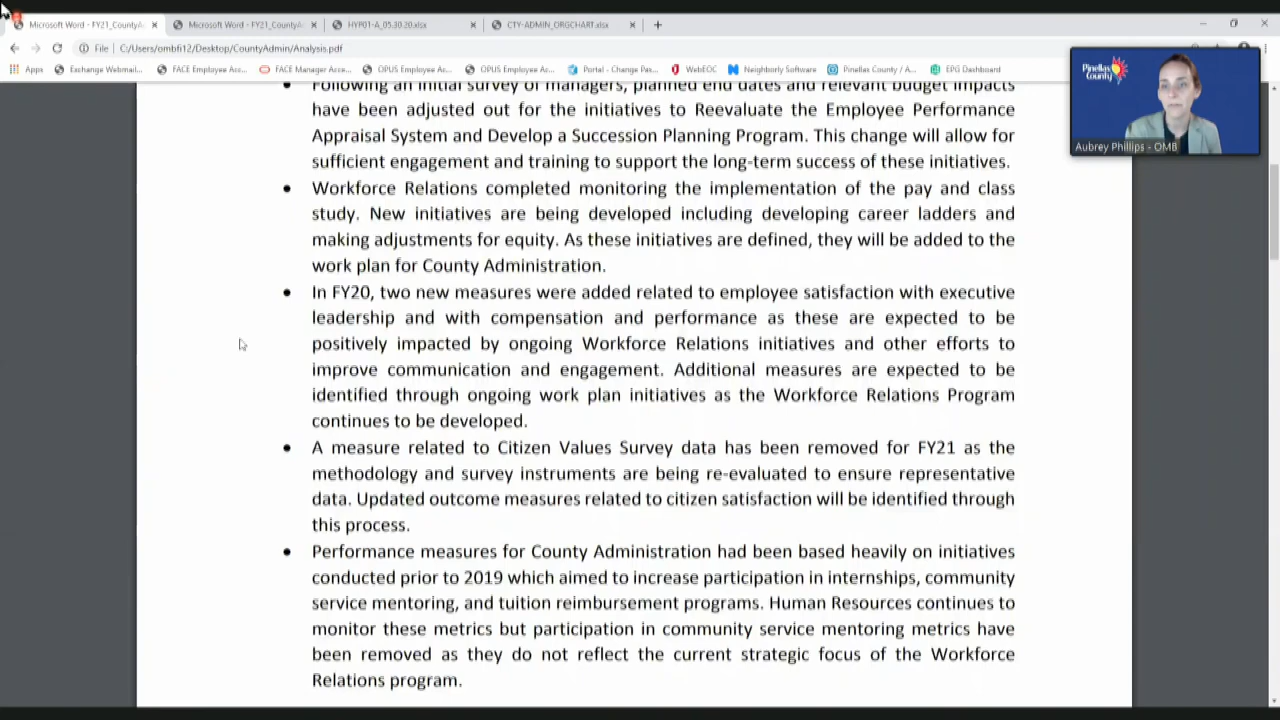 Microsoft Word - FY21_CountyA
Microsoft Word - FY21_CountyA
HYP01-A_05.30.20.xlsx
CTY-ADMIN_ORGCHART.xlsx
File
C:/Users/ombfi12/Desktop/CountyAdmin/Analysis.pdf
Apps
Exchange Webmail...
FACE Employee Acc...
FACE Manager Acce...
OPUS Employee Ac...
OPUS Employee Ac...
Portal - Change Pas...
WebEOC
Neighborly Software
Pinellas County / A...
EPG Dashboard
Pinellas
County
Aubrey Phillips - OMB
• Following an initial survey of managers, planned end dates and relevant budget impacts
have been adjusted out for the initiatives to Reevaluate the Employee Performance
Appraisal System and Develop a Succession Planning Program. This change will allow for
sufficient engagement and training to support the long-term success of these initiatives.
• Workforce Relations completed monitoring the implementation of the pay and class
study. New initiatives are being developed including developing career ladders and
making adjustments for equity. As these initiatives are defined, they will be added to the
work plan for County Administration.
• In FY20, two new measures were added related to employee satisfaction with executive
leadership and with compensation and performance as these are expected to be
positively impacted by ongoing Workforce Relations initiatives and other efforts to
improve communication and engagement. Additional measures are expected to be
identified through ongoing work plan initiatives as the Workforce Relations Program
continues to be developed.
• A measure related to Citizen Values Survey data has been removed for FY21 as the
methodology and survey instruments are being re-evaluated to ensure representative
data. Updated outcome measures related to citizen satisfaction will be identified through
this process.
• Performance measures for County Administration had been based heavily on initiatives
conducted prior to 2019 which aimed to increase participation in internships, community
service mentoring, and tuition reimbursement programs. Human Resources continues to
monitor these metrics but participation in community service mentoring metrics have
been removed as they do not reflect the current strategic focus of the Workforce
Relations program.